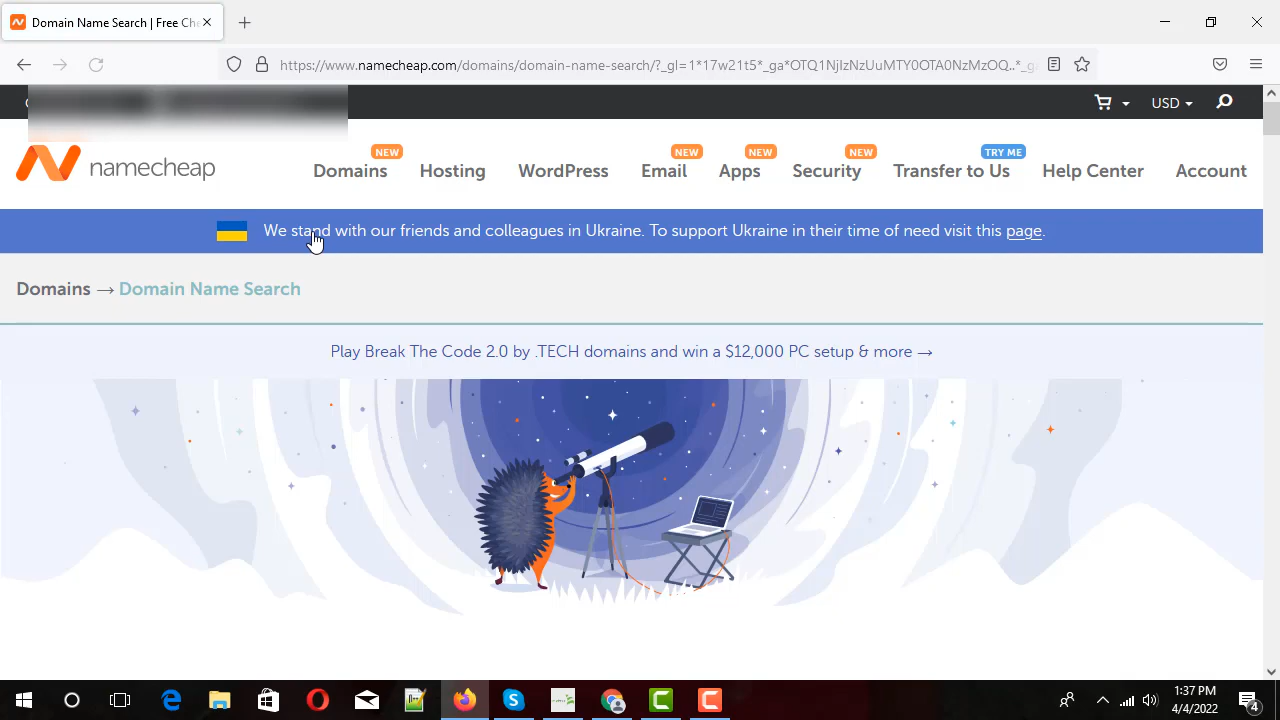 Domain Name Search | Free Che
https://www.namecheap.com/domains/domain-name-search/?_gl=1*17w21t5*_ga*OTQ1NjIzNzUuMTY0OTA0NzMzOQ..*_ga
USD
namecheap
NEW
NEW
NEW
NEW
TRY ME
Domains
Hosting
WordPress
Email
Apps
Security
Transfer to Us
Help Center
Account
We stand with our friends and colleagues in Ukraine. To support Ukraine in their time of need visit this page.
Domains → Domain Name Search
Play Break The Code 2.0 by .TECH domains and win a $12,000 PC setup & more →
1:37 PM
4/4/2022
4